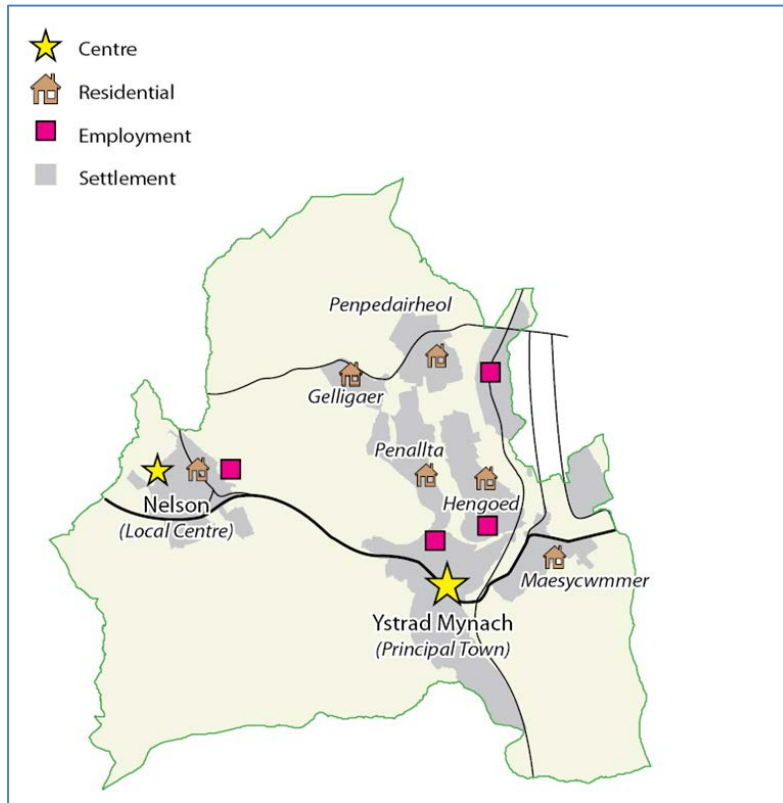 Centre
Residential
Employment
Settlement
Penpedairheol
Gelligaer
Penallta
Hengoed
Nelson
(Local Centre)
Maesycwmmer
Ystrad Mynach
(Principal Town)